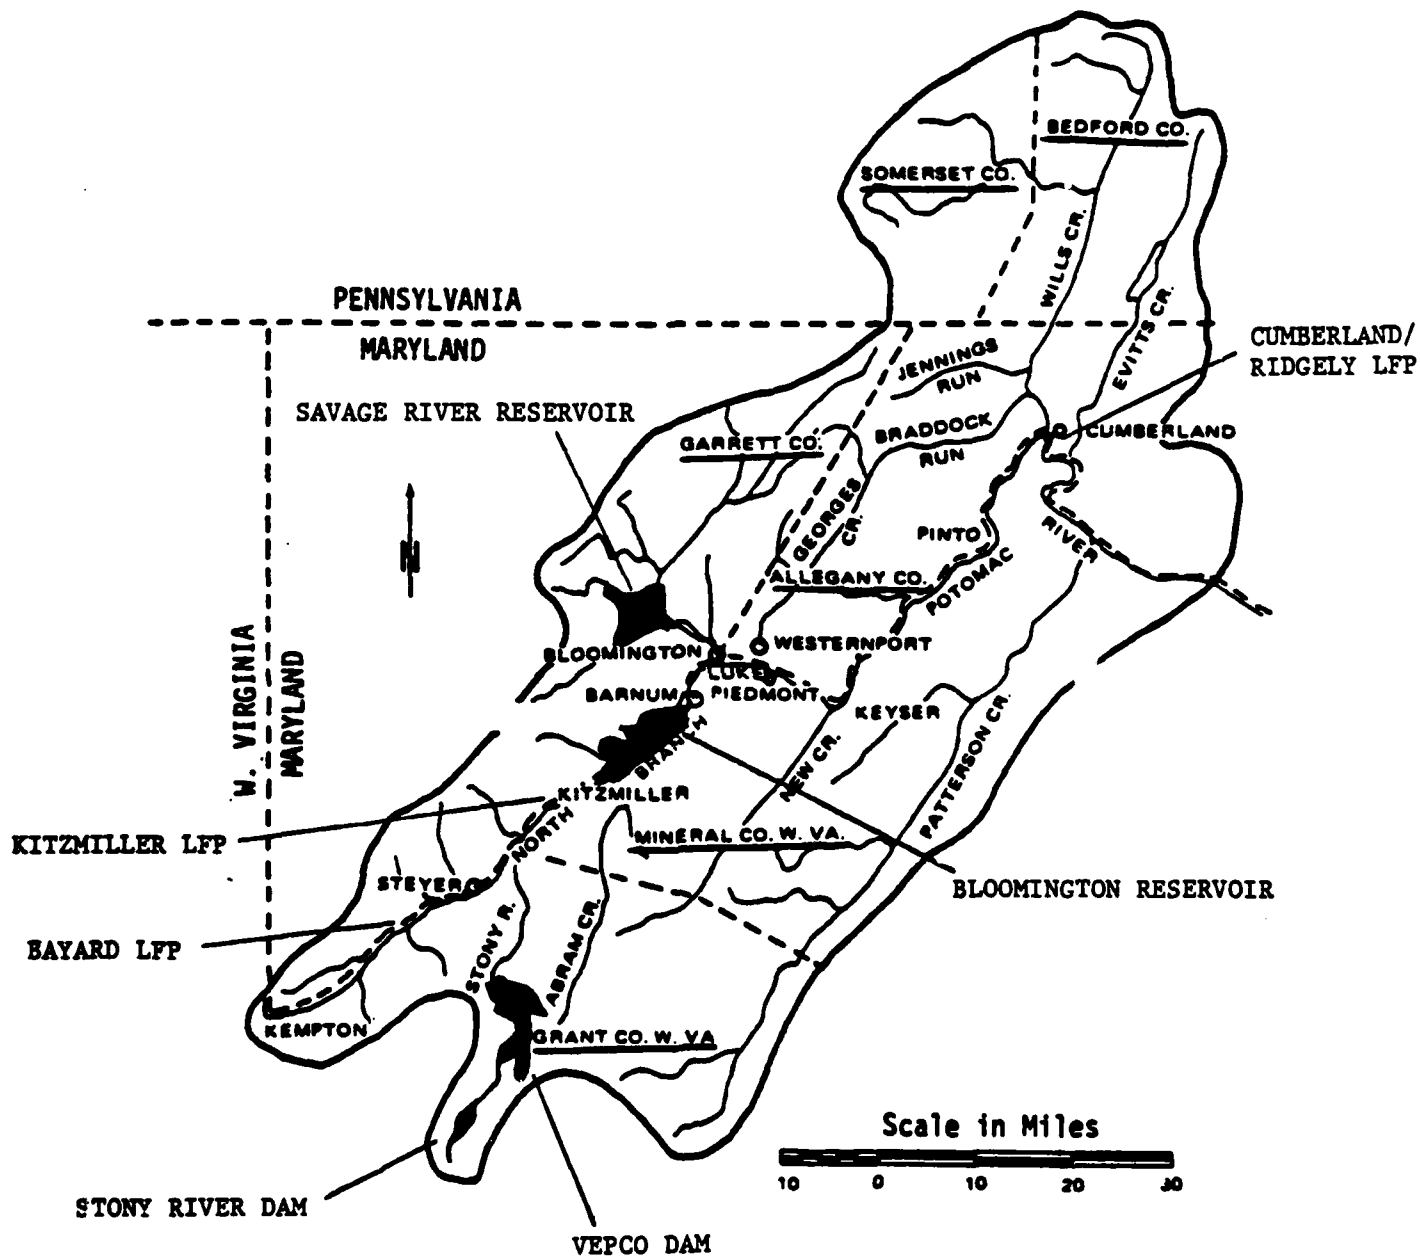 BEDFORD CO.
SOMERSET CO.
WILLS CR.
EVITTS CR.
PENNSYLVANIA
MARYLAND
CUMBERLAND/
RIDGELY LFP
JENNINGS
RUN
SAVAGE RIVER RESERVOIR
BRADDOCK
RUN
CUMBERLAND
GARRETT CO.
GEORGES
CR.
PINTO
RIVER
N
ALLEGANY CO.
POTOMAC
W. VIRGINIA
MARYLAND
BLOOMINGTON
WESTERNPORT
LUKE
BARNUM
PIEDMONT
KEYSER
BRANCH
NEW CR.
PATTERSON CR.
KITZMILLER
NORTH
MINERAL CO. W. VA.
KITZMILLER LFP
STEYER
BLOOMINGTON RESERVOIR
BAYARD LFP
STONY R.
ABRAM CR.
KEMPTON
GRANT CO. W. VA
Scale in Miles
10 0 10 20 30
STONY RIVER DAM
VEPCO DAM